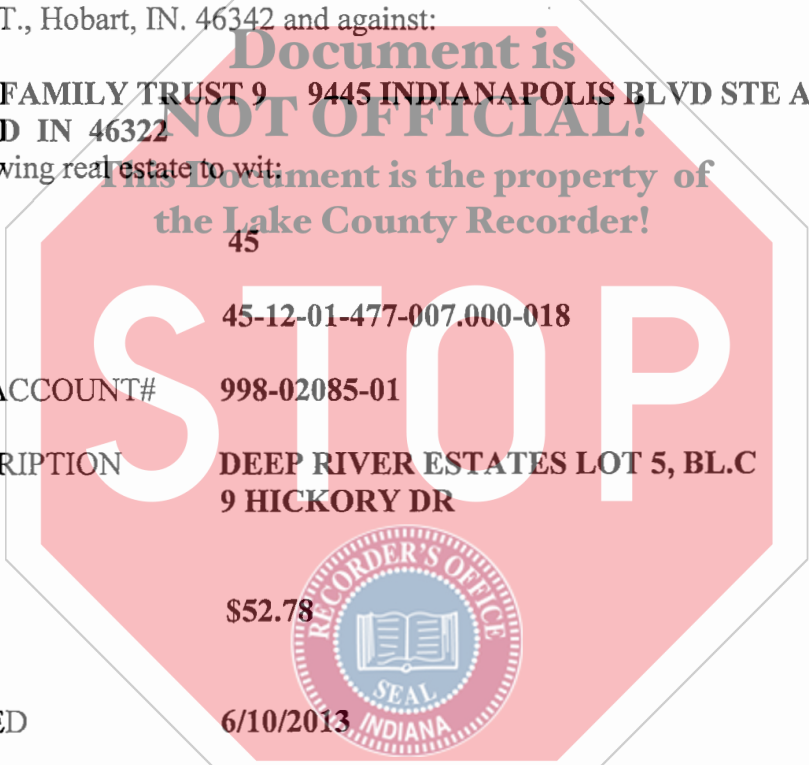 T., Hobart, IN. 46342 and against:
Document is
FAMILY TRUST 9 9445 INDIANAPOLIS BLVD STE A
NOT OFFICIAL!
D IN 46322
wing real estate to wit:
This Document is the property of
the Lake County Recorder!
45
STOP
45-12-01-477-007.000-018
ACCOUNT# 998-02085-01
RIPTION DEEP RIVER ESTATES LOT 5, BL.C
9 HICKORY DR
RECORDER'S OFFICE
$52.78
SEAL
INDIANA
ED 6/10/2013